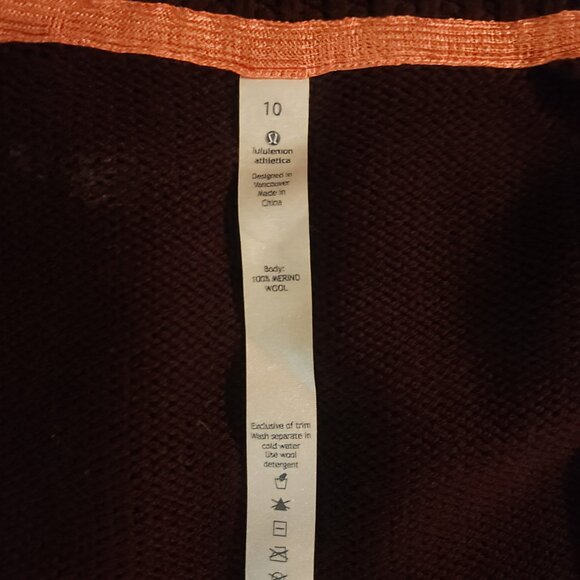 10
lululemon
athletica
Designed in
Vancouver
Made in
China
Body:
100% MERINO
WOOL
Exclusive of trim
Wash separate in
cold water
Use wool
detergent